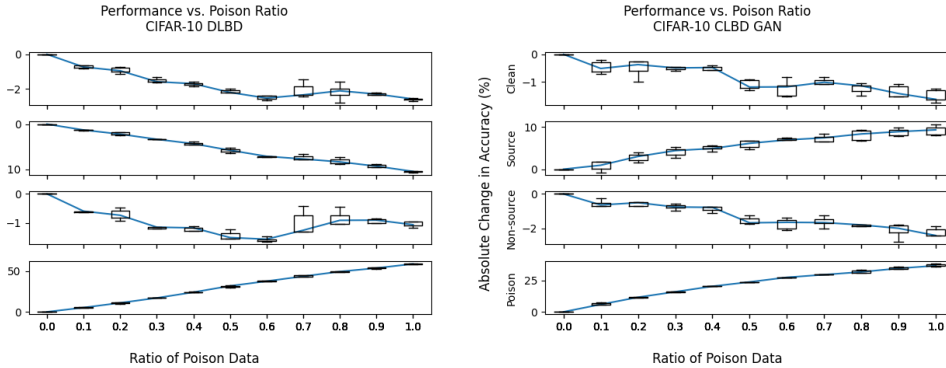 Performance vs. Poison Ratio
CIFAR-10 DLBD
0
−2
0
10
0
−1
50
0
0.0 0.1 0.2 0.3 0.4 0.5 0.6 0.7 0.8 0.9 1.0
Ratio of Poison Data
Performance vs. Poison Ratio
CIFAR-10 CLBD GAN
Absolute Change in Accuracy (%)
Clean
0
−1
Source
10
0
Non-source
0
−2
Poison
25
0
0.0 0.1 0.2 0.3 0.4 0.5 0.6 0.7 0.8 0.9 1.0
Ratio of Poison Data